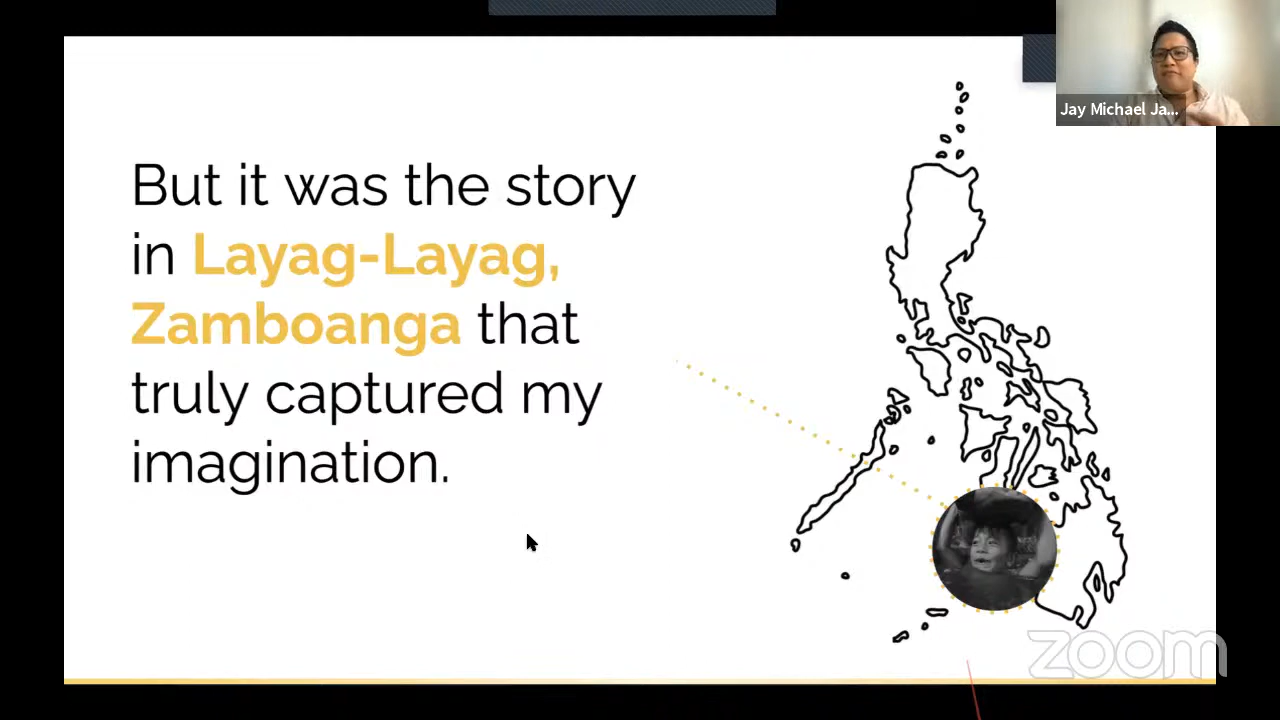 But it was the story
in Layag-Layag,
Zamboanga that
truly captured my
imagination.
Jay Michael Ja...
zoom